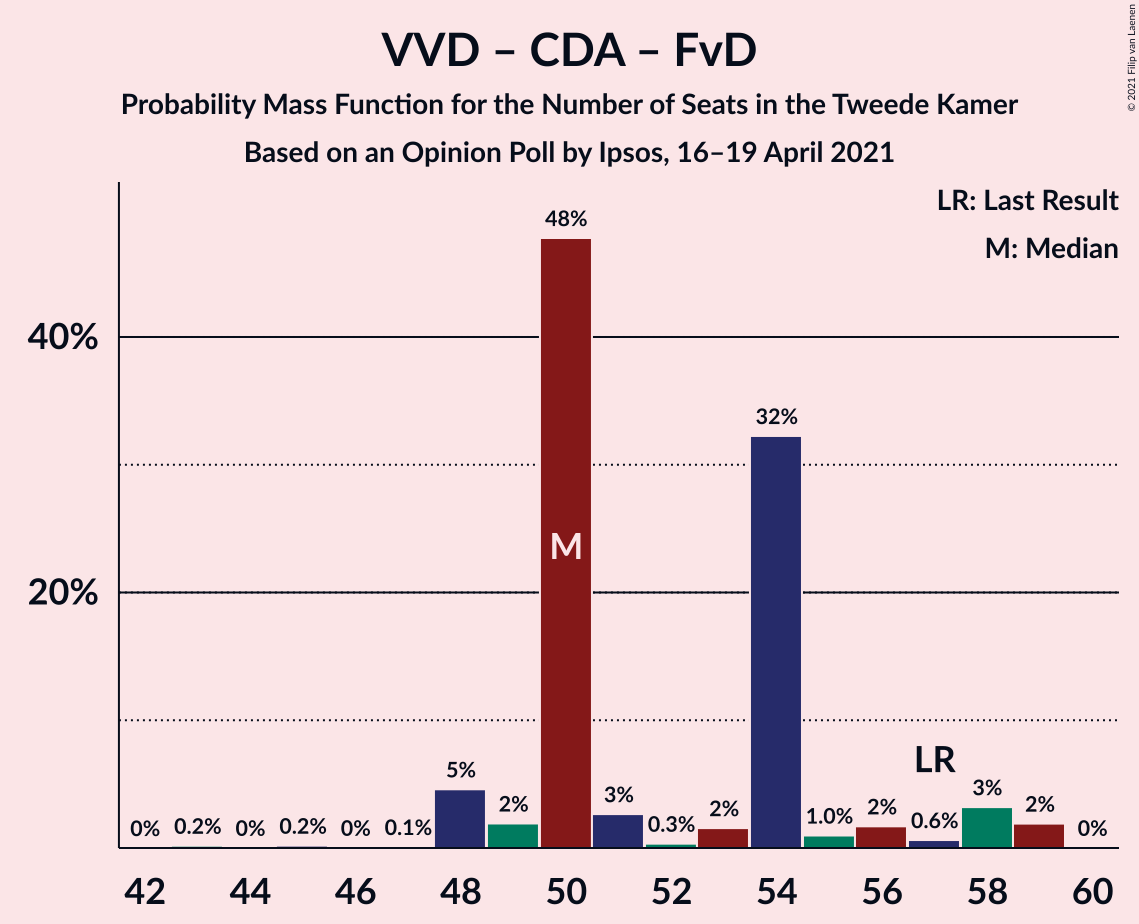 VVD – CDA – FvD
Probability Mass Function for the Number of Seats in the Tweede Kamer
Based on an Opinion Poll by Ipsos, 16–19 April 2021
© 2021 Filip van Laenen
LR: Last Result
M: Median
48%
40%
32%
M
20%
LR
0% 0.2% 0% 0.2% 0% 0.1% 5% 2% 3% 0.3% 2% 1.0% 2% 0.6% 3% 2% 0%
42 44 46 48 50 52 54 56 58 60